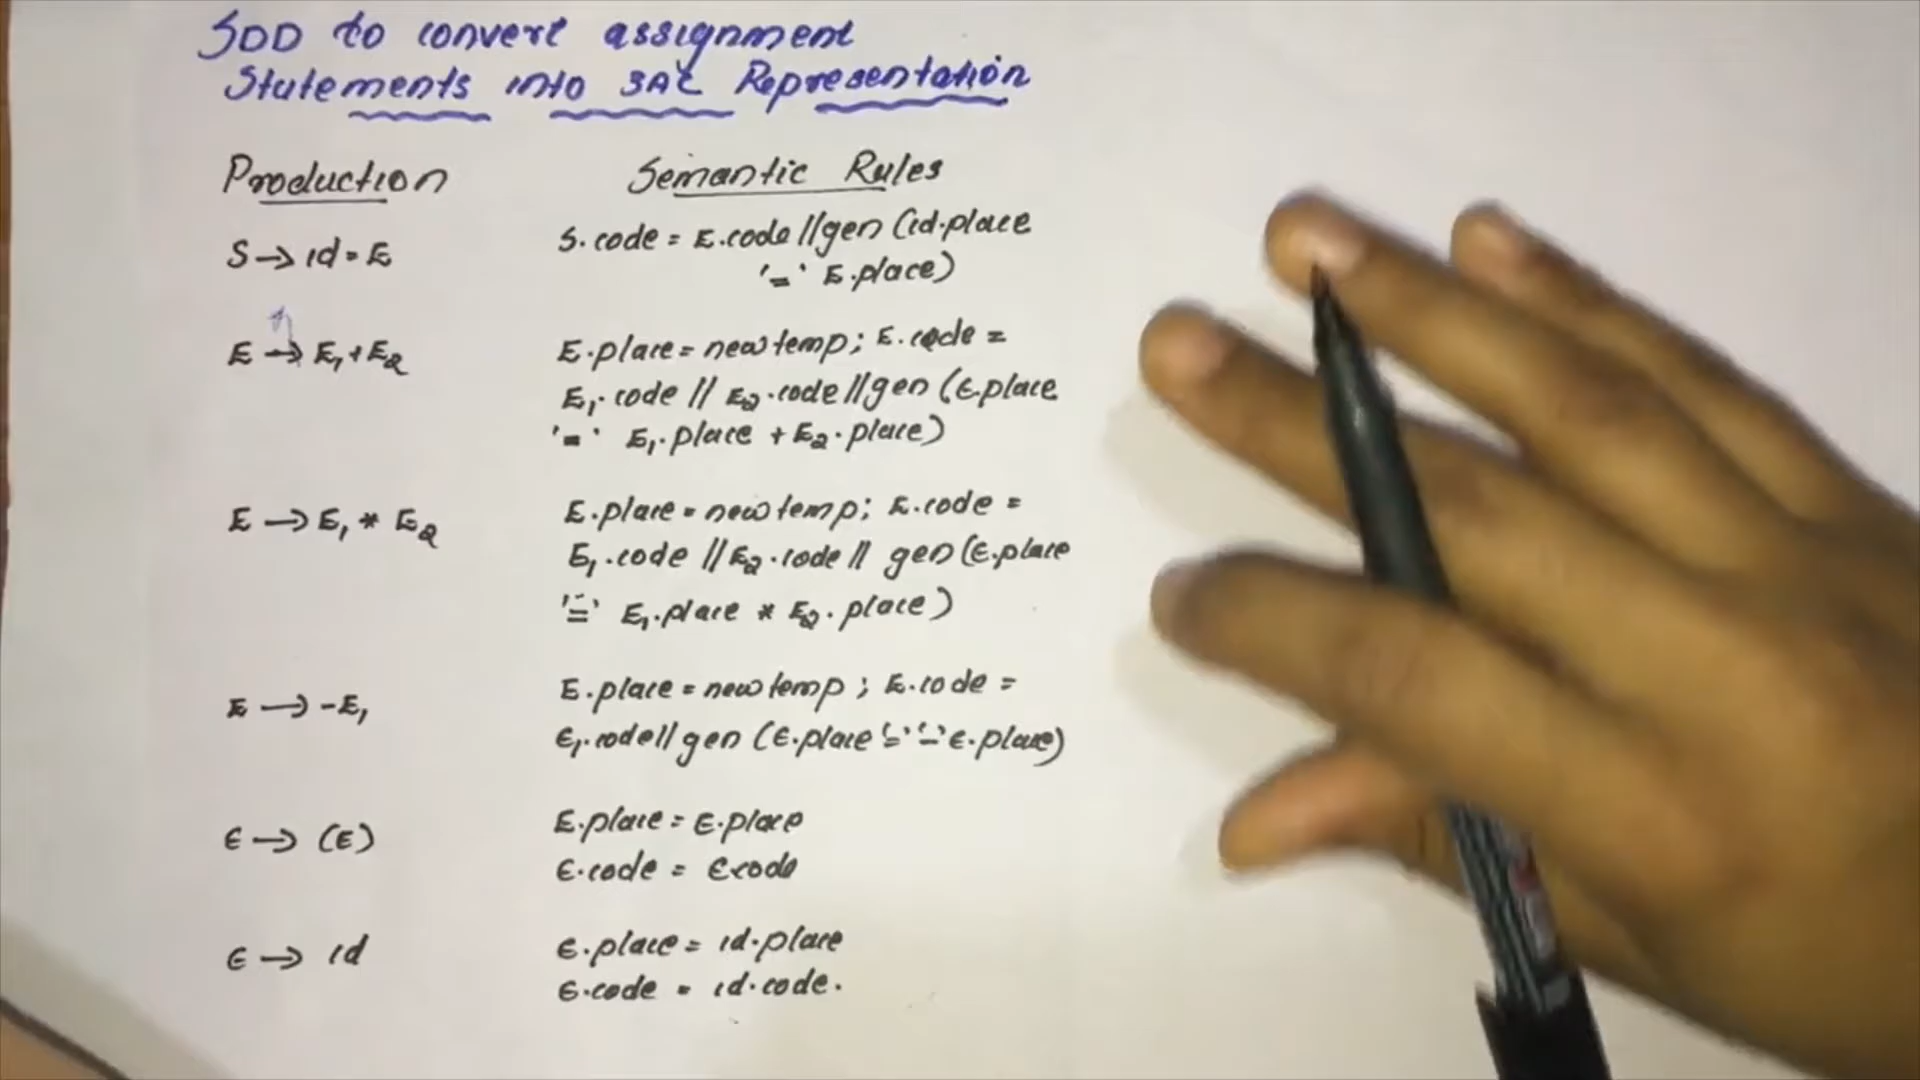 SDD to convert assignment
Statements into 3AC Representation
Production Semantic Rules
S → id = E S.code = E.code // gen (id.place
'=' E.place)
E → E₁ + E₂ E.place = newtemp; E.code =
E₁.code // E₂.code // gen (E.place
'=' E₁.place + E₂.place)
E → E₁ * E₂ E.place = newtemp; E.code =
E₁.code // E₂.code // gen (E.place
'=' E₁.place * E₂.place)
E → -E₁ E.place = newtemp; E.code =
E₁.code // gen (E.place '=' '-' E.place)
E → (E) E.place = E.place
E.code = E.code
E → id E.place = id.place
E.code = id.code.